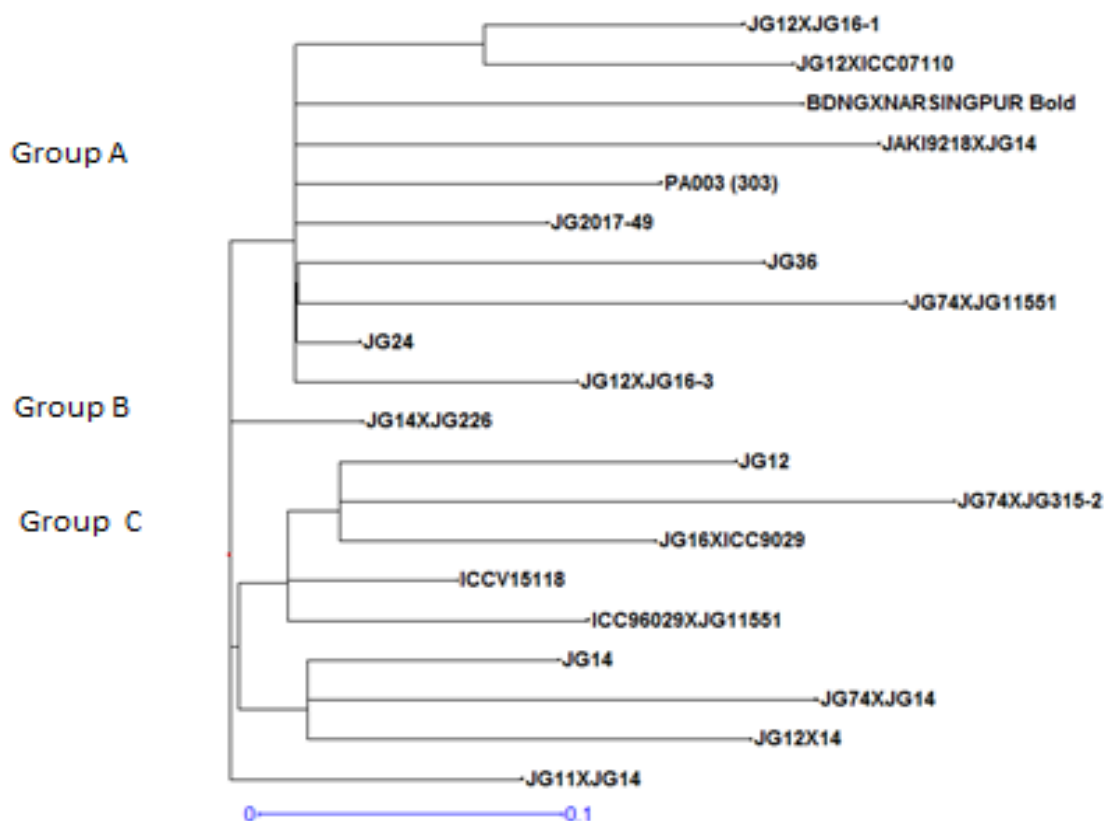 JG12XJG16-1
JG12XICC07110
BDNGXNARSINGPUR Bold
Group A
JAKI9218XJG14
PA003 (303)
JG2017-49
JG36
JG74XJG11551
JG24
JG12XJG16-3
Group B
JG14XJG226
JG12
JG74XJG315-2
Group C
JG16XICC9029
ICCV15118
ICC96029XJG11551
JG14
JG74XJG14
JG12X14
JG11XJG14
0 0.1